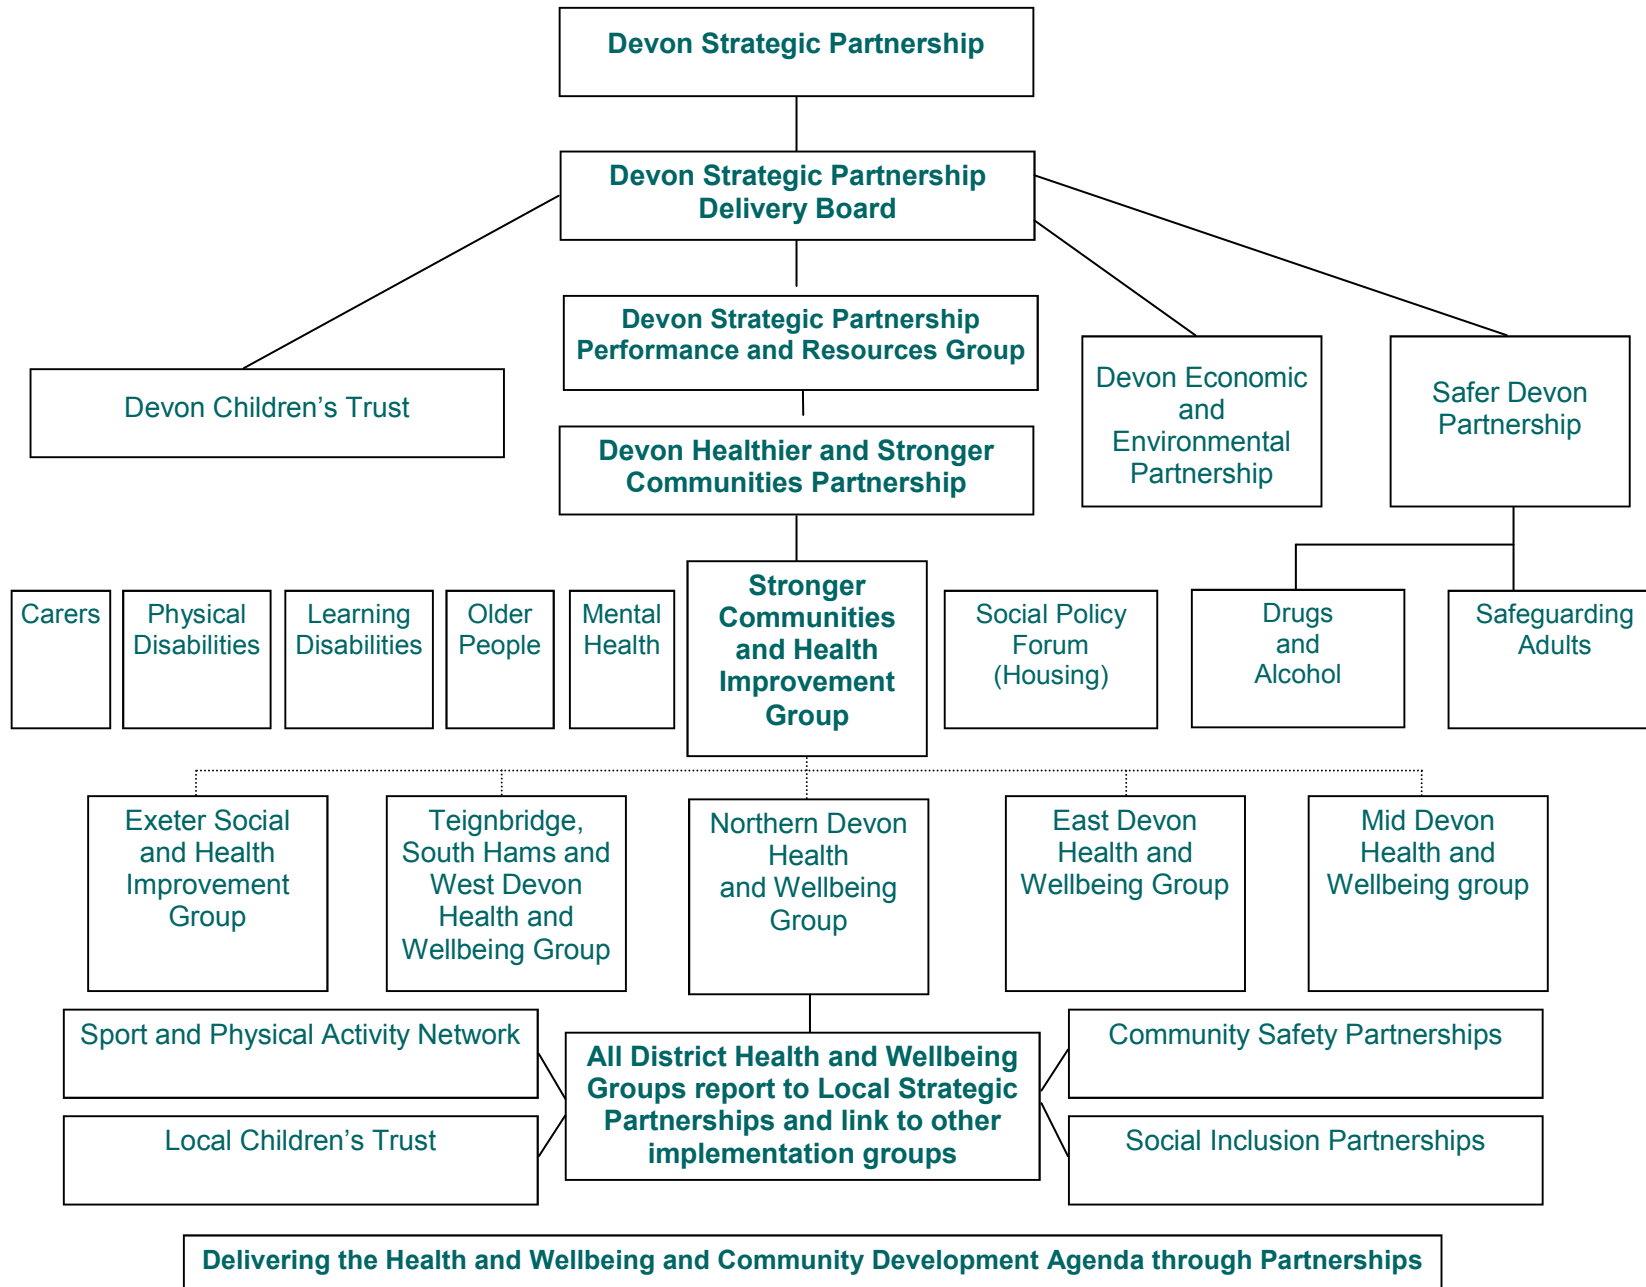 Devon Strategic Partnership
Devon Strategic Partnership
Delivery Board
Devon Strategic Partnership
Performance and Resources Group
Devon Children’s Trust
Devon Economic
and
Environmental
Partnership
Safer Devon
Partnership
Devon Healthier and Stronger
Communities Partnership
Carers
Physical
Disabilities
Learning
Disabilities
Older
People
Mental
Health
Stronger
Communities
and Health
Improvement
Group
Social Policy
Forum
(Housing)
Drugs
and
Alcohol
Safeguarding
Adults
Exeter Social
and Health
Improvement
Group
Teignbridge,
South Hams and
West Devon
Health and
Wellbeing Group
Northern Devon
Health
and Wellbeing
Group
East Devon
Health and
Wellbeing Group
Mid Devon
Health and
Wellbeing group
Sport and Physical Activity Network
Local Children’s Trust
All District Health and Wellbeing
Groups report to Local Strategic
Partnerships and link to other
implementation groups
Community Safety Partnerships
Social Inclusion Partnerships
Delivering the Health and Wellbeing and Community Development Agenda through Partnerships